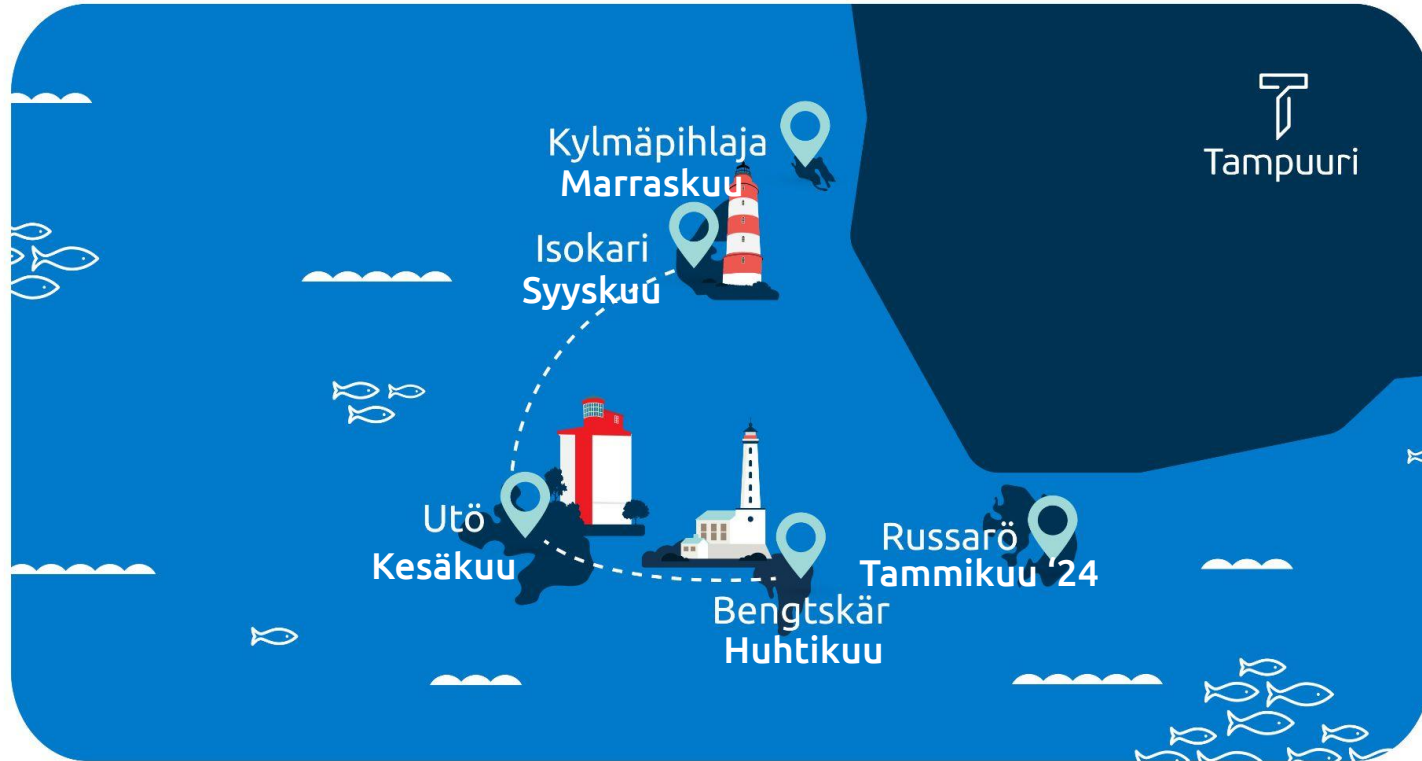 Tampuuri
Kylmäpihlaja
Marraskuu
Isokari
Syyskuu
Utö
Kesäkuu
Bengtskär
Huhtikuu
Russarö
Tammikuu ‘24